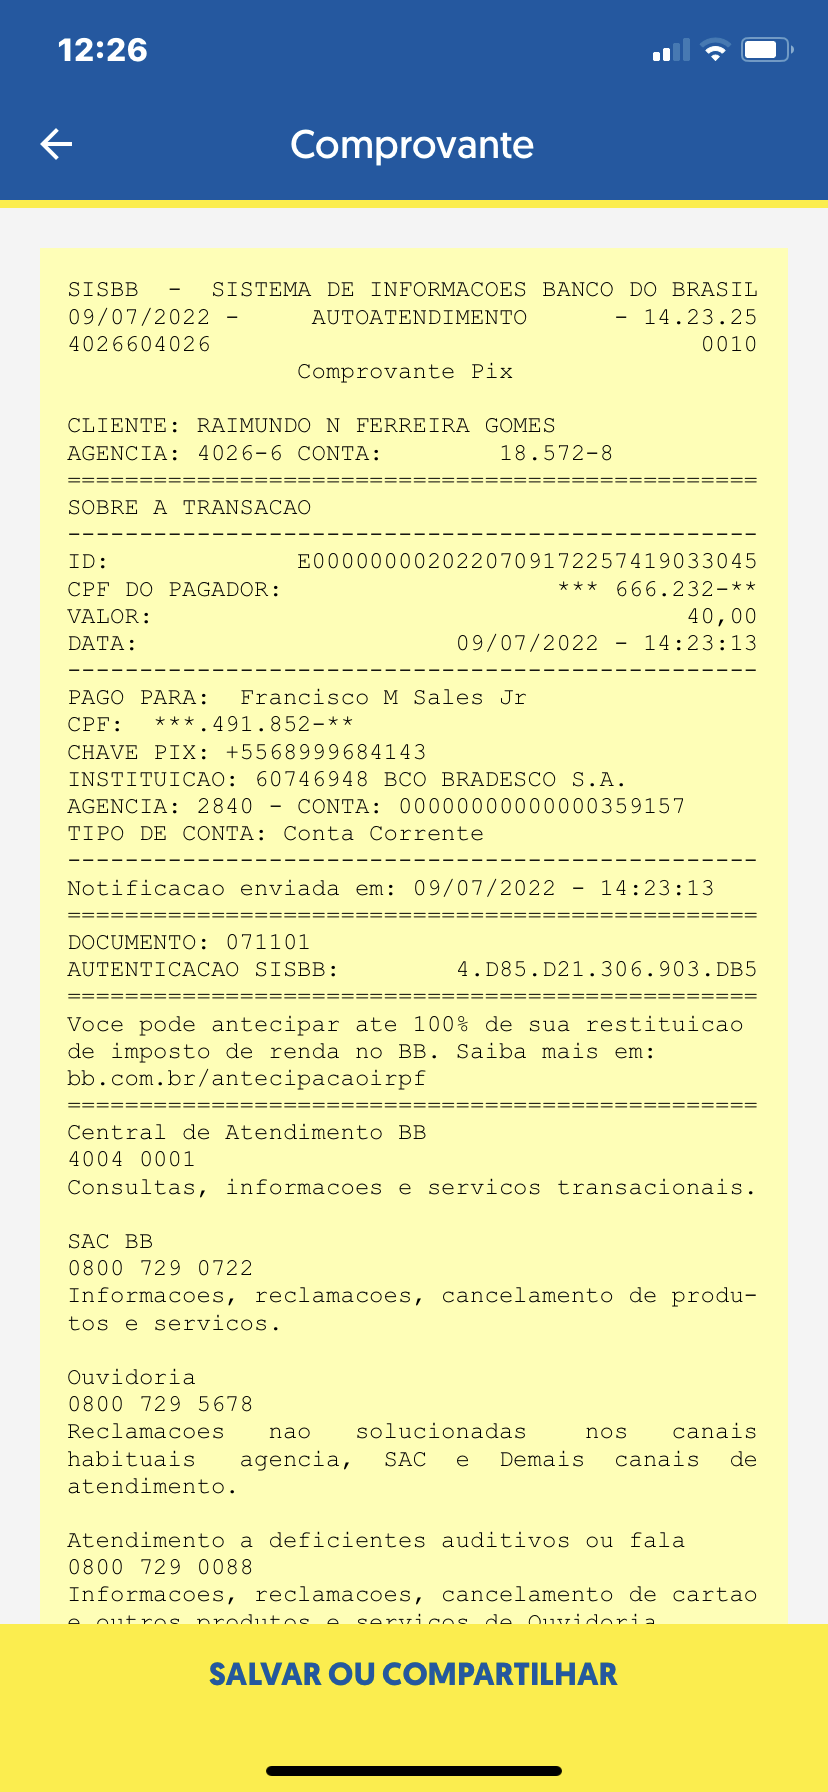 12:26
Comprovante
SISBB - SISTEMA DE INFORMACOES BANCO DO BRASIL
09/07/2022 - AUTOATENDIMENTO - 14.23.25
4026604026 0010
Comprovante Pix
CLIENTE: RAIMUNDO N FERREIRA GOMES
AGENCIA: 4026-6 CONTA: 18.572-8
================================================
SOBRE A TRANSACAO
------------------------------------------------
ID: E0000000020220709172257419033045
CPF DO PAGADOR: *** 666.232-**
VALOR: 40,00
DATA: 09/07/2022 - 14:23:13
------------------------------------------------
PAGO PARA: Francisco M Sales Jr
CPF: ***.491.852-**
CHAVE PIX: +5568999684143
INSTITUICAO: 60746948 BCO BRADESCO S.A.
AGENCIA: 2840 - CONTA: 00000000000000359157
TIPO DE CONTA: Conta Corrente
------------------------------------------------
Notificacao enviada em: 09/07/2022 - 14:23:13
================================================
DOCUMENTO: 071101
AUTENTICACAO SISBB: 4.D85.D21.306.903.DB5
================================================
Voce pode antecipar ate 100% de sua restituicao
de imposto de renda no BB. Saiba mais em:
bb.com.br/antecipacaoirpf
================================================
Central de Atendimento BB
4004 0001
Consultas, informacoes e servicos transacionais.
SAC BB
0800 729 0722
Informacoes, reclamacoes, cancelamento de produ-
tos e servicos.
Ouvidoria
0800 729 5678
Reclamacoes nao solucionadas nos canais
habituais agencia, SAC e Demais canais de
atendimento.
Atendimento a deficientes auditivos ou fala
0800 729 0088
Informacoes, reclamacoes, cancelamento de cartao
e outros produtos e servicos de Ouvidoria
SALVAR OU COMPARTILHAR